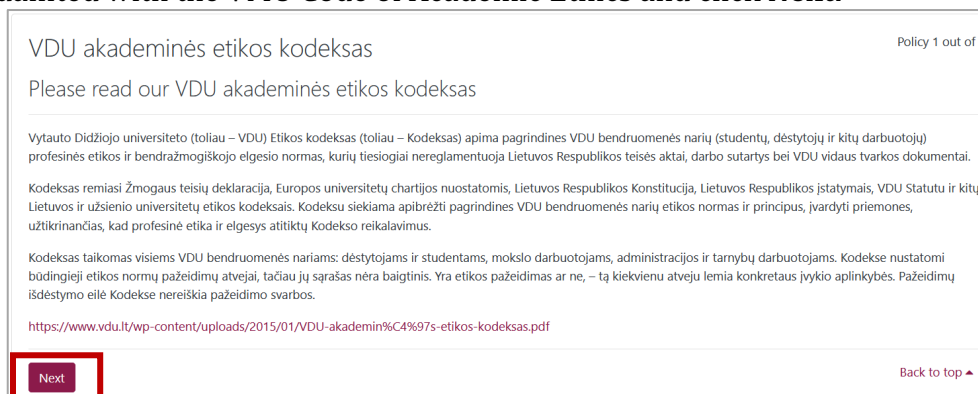 VDU akademinės etikos kodeksas
Policy 1 out of
Please read our VDU akademinės etikos kodeksas
Vytauto Didžiojo universiteto (toliau – VDU) Etikos kodeksas (toliau – Kodeksas) apima pagrindines VDU bendruomenės narių (studentų, dėstytojų ir kitų darbuotojų)
profesinės etikos ir bendražmogiškojo elgesio normas, kurių tiesiogiai nereglamentuoja Lietuvos Respublikos teisės aktai, darbo sutartys bei VDU vidaus tvarkos dokumentai.
Kodeksas remiasi Žmogaus teisių deklaracija, Europos universitetų chartijos nuostatomis, Lietuvos Respublikos Konstitucija, Lietuvos Respublikos įstatymais, VDU Statutu ir kitų
Lietuvos ir užsienio universitetų etikos kodeksais. Kodeksu siekiama apibrėžti pagrindines VDU bendruomenės narių etikos normas ir principus, įvardyti priemones,
užtikrinančias, kad profesinė etika ir elgesys atitiktų Kodekso reikalavimus.
Kodeksas taikomas visiems VDU bendruomenės nariams: dėstytojams ir studentams, mokslo darbuotojams, administracijos ir tarnybų darbuotojams. Kodekse nustatomi
būdingieji etikos normų pažeidimų atvejai, tačiau jų sąrašas nėra baigtinis. Yra etikos pažeidimas ar ne, – tą kiekvienu atveju lemia konkretaus įvykio aplinkybės. Pažeidimų
išdėstymo eilė Kodekse nereiškia pažeidimo svarbos.
https://www.vdu.lt/wp-content/uploads/2015/01/VDU-akademin%C4%97s-etikos-kodeksas.pdf
Next
Back to top